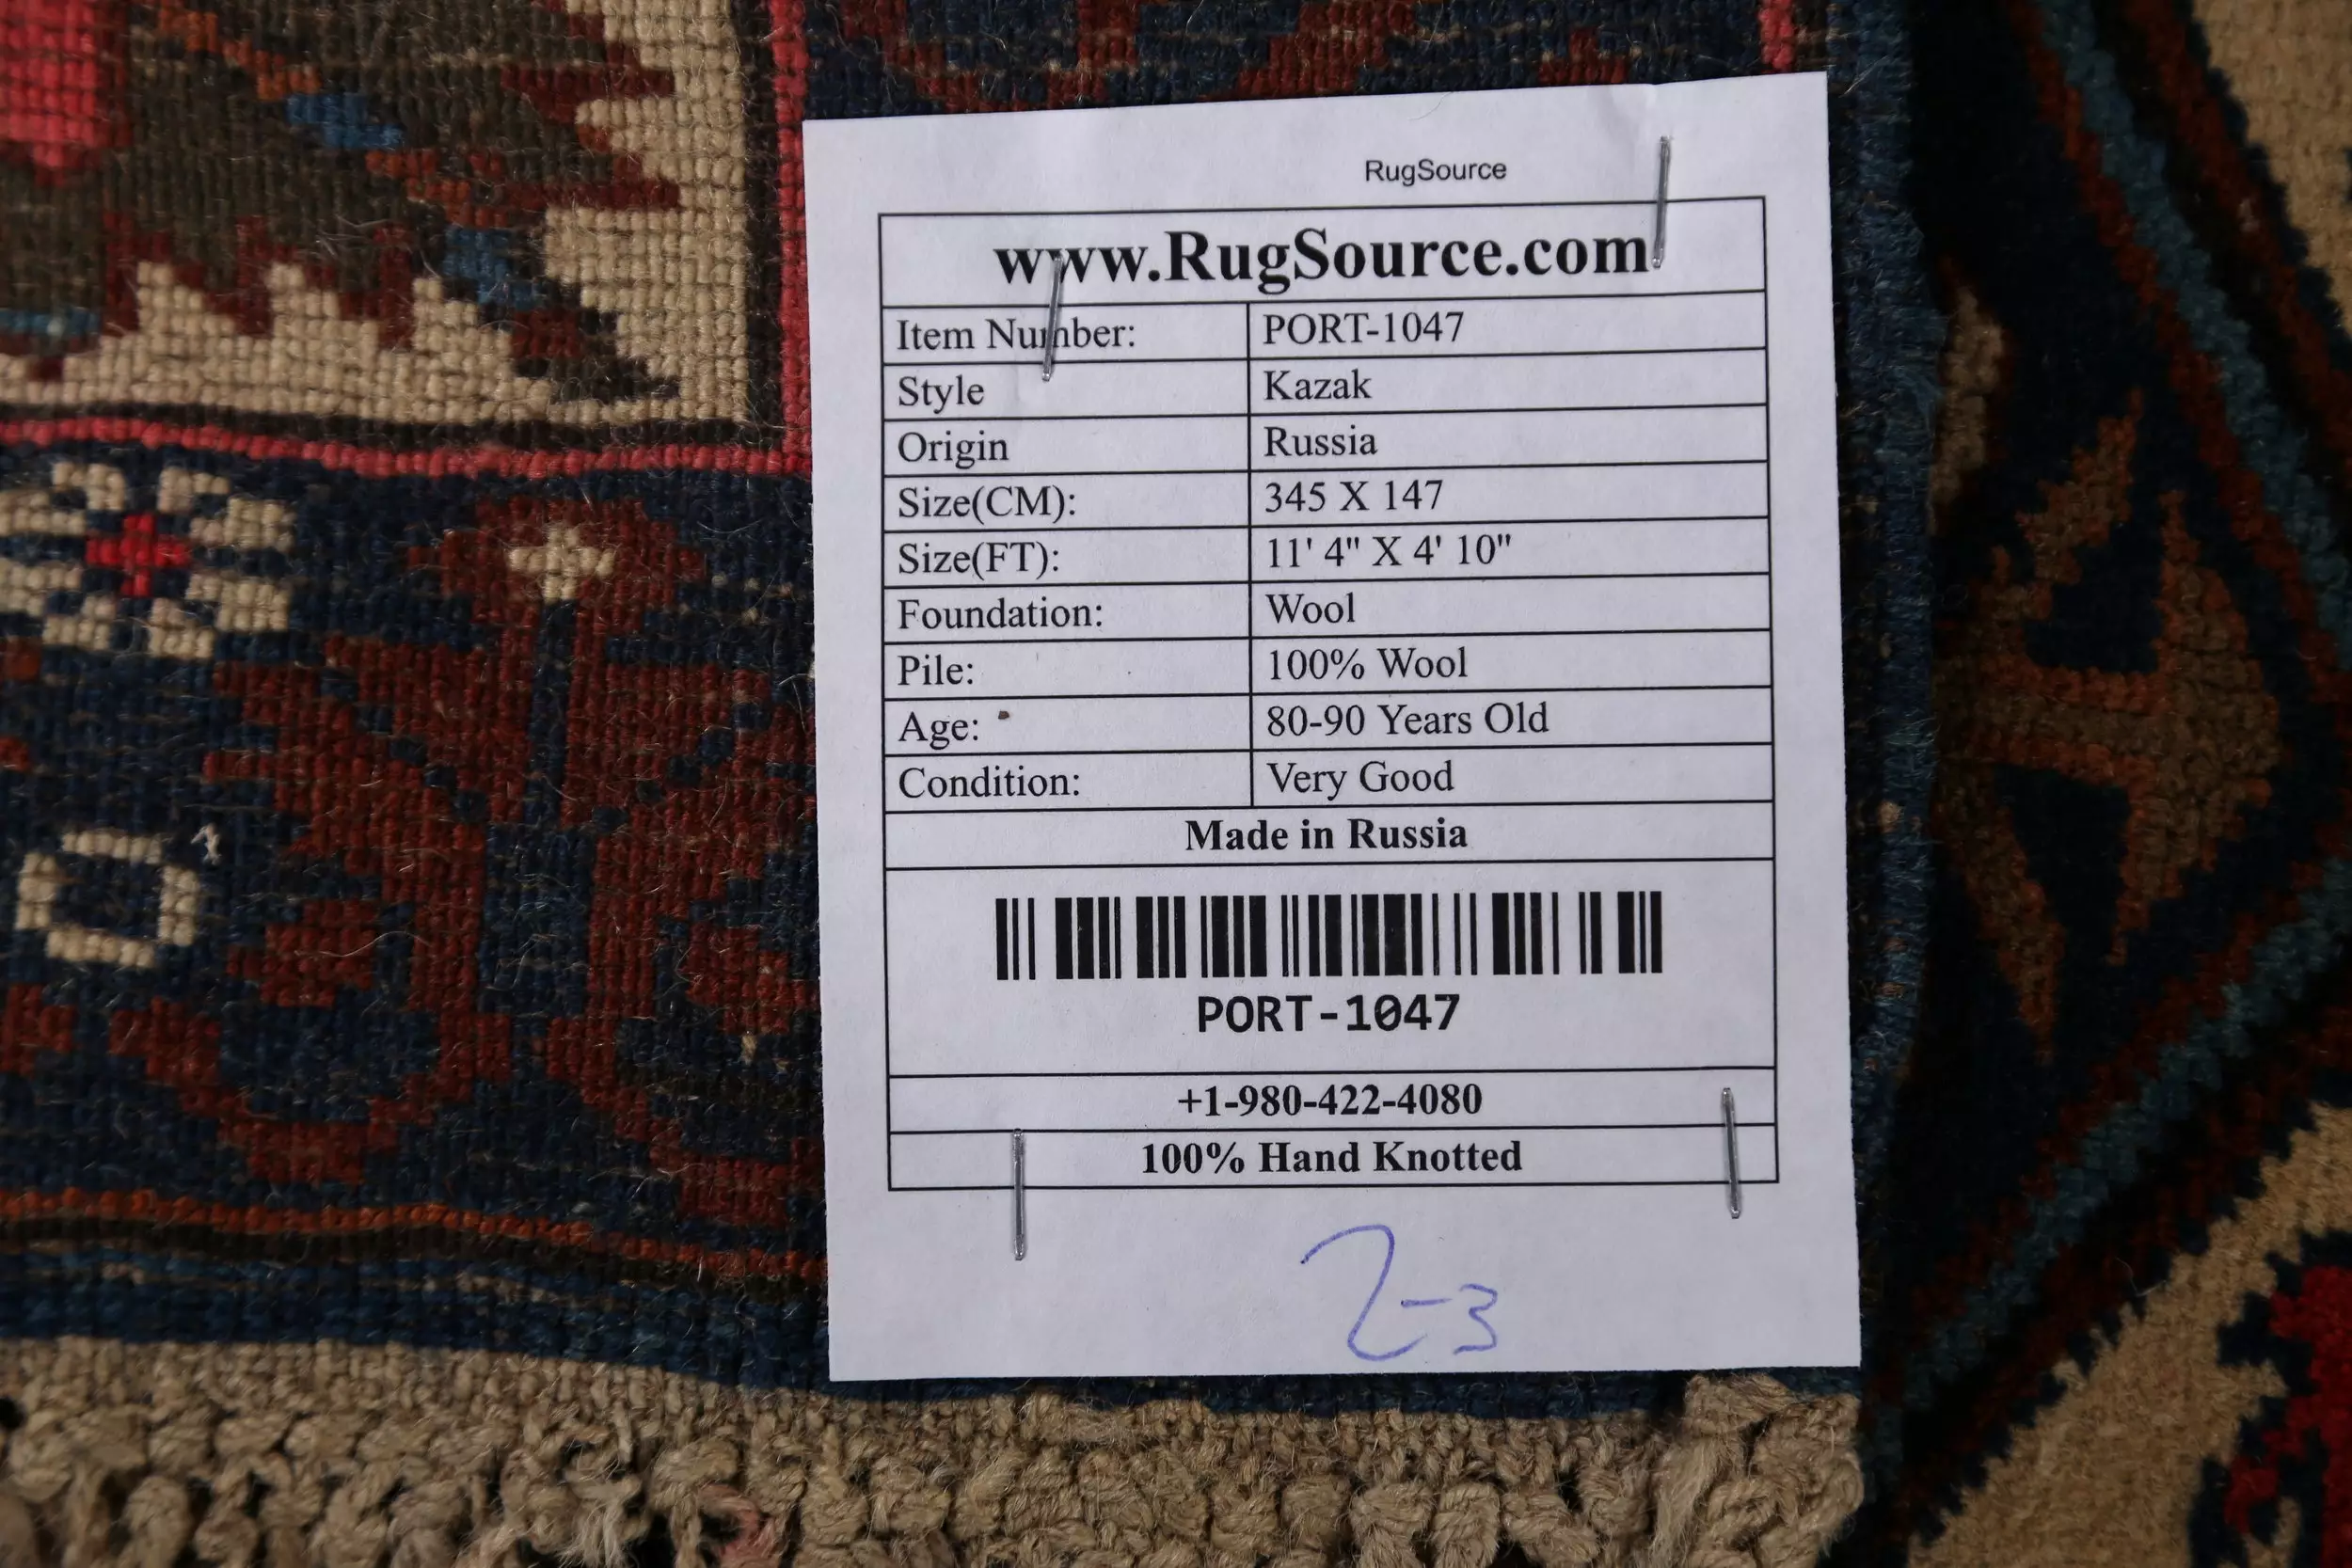 RugSource
www.RugSource.com
Item Number: PORT-1047
Style Kazak
Origin Russia
Size(CM): 345 X 147
Size(FT): 11' 4" X 4' 10"
Foundation: Wool
Pile: 100% Wool
Age: 80-90 Years Old
Condition: Very Good
Made in Russia
PORT-1047
+1-980-422-4080
100% Hand Knotted